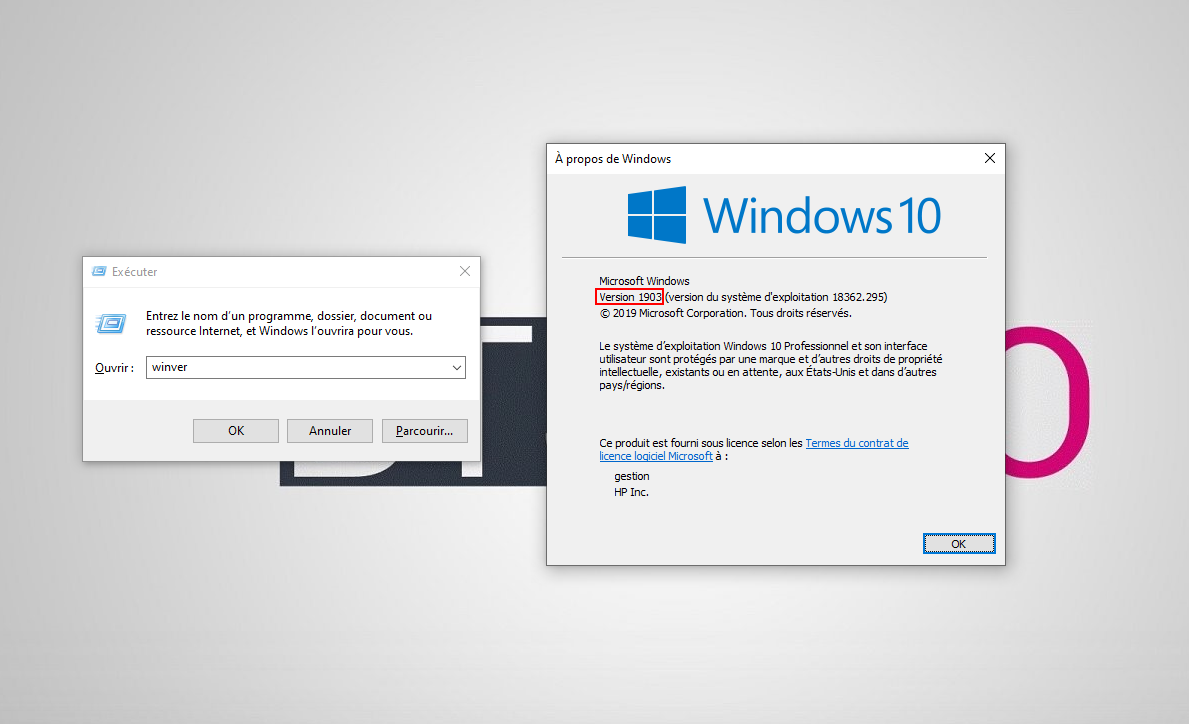 Exécuter
Entrez le nom d'un programme, dossier, document ou
ressource Internet, et Windows l'ouvrira pour vous.
Ouvrir :
winver
OK
Annuler
Parcourir...
À propos de Windows
Windows 10
Microsoft Windows
Version 1903 (version du système d'exploitation 18362.295)
© 2019 Microsoft Corporation. Tous droits réservés.
Le système d'exploitation Windows 10 Professionnel et son interface
utilisateur sont protégés par une marque et d'autres droits de propriété
intellectuelle, existants ou en attente, aux États-Unis et dans d'autres
pays/régions.
Ce produit est fourni sous licence selon les Termes du contrat de
licence logiciel Microsoft à :
gestion
HP Inc.
OK